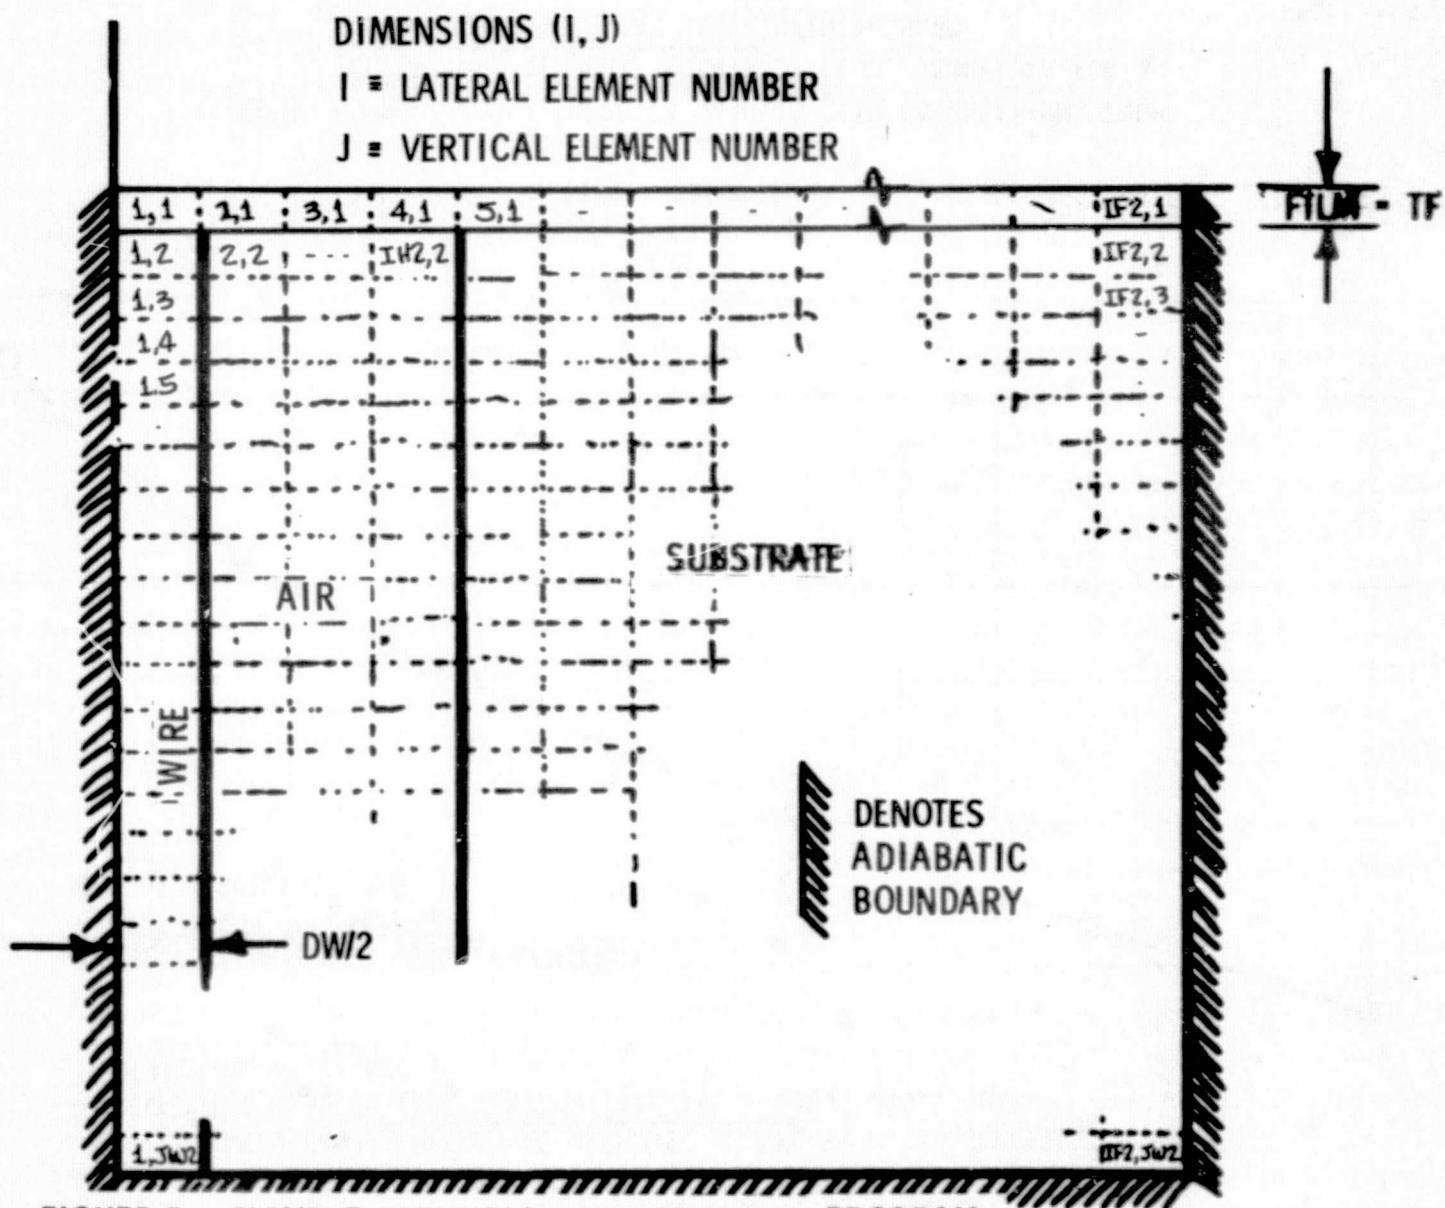 DIMENSIONS (I, J)
I ≡ LATERAL ELEMENT NUMBER
J ≡ VERTICAL ELEMENT NUMBER
1,1 2,1 3,1 4,1 5,1 IF2,1
FILM - TF
1,2 2,2 IH2,2 IF2,2
1,3 IF2,3
1,4
1.5
SUBSTRATE
AIR
WIRE
DENOTES
ADIABATIC
BOUNDARY
DW/2
1,JW2 IF2,JW2